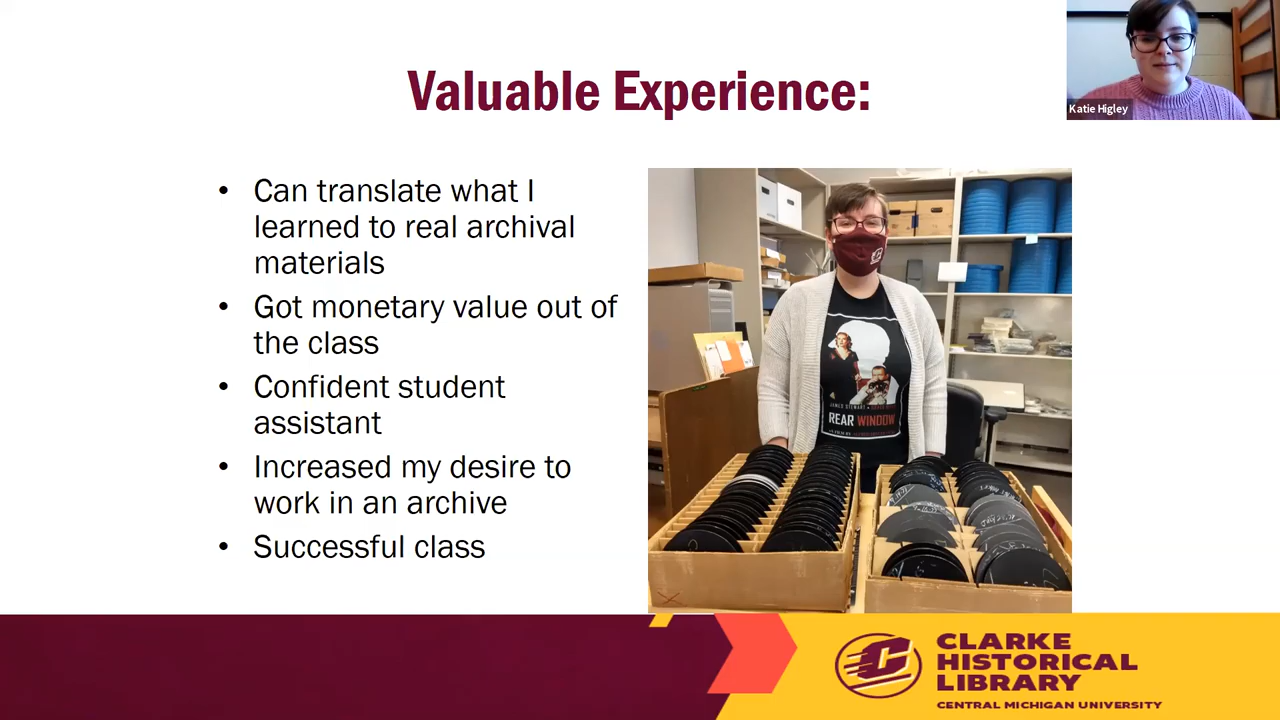 Valuable Experience:
Katie Higley
• Can translate what I
learned to real archival
materials
• Got monetary value out of
the class
• Confident student
assistant
• Increased my desire to
work in an archive
• Successful class
JAMES STEWART
REAR WINDOW
C
CLARKE
HISTORICAL
LIBRARY
CENTRAL MICHIGAN UNIVERSITY